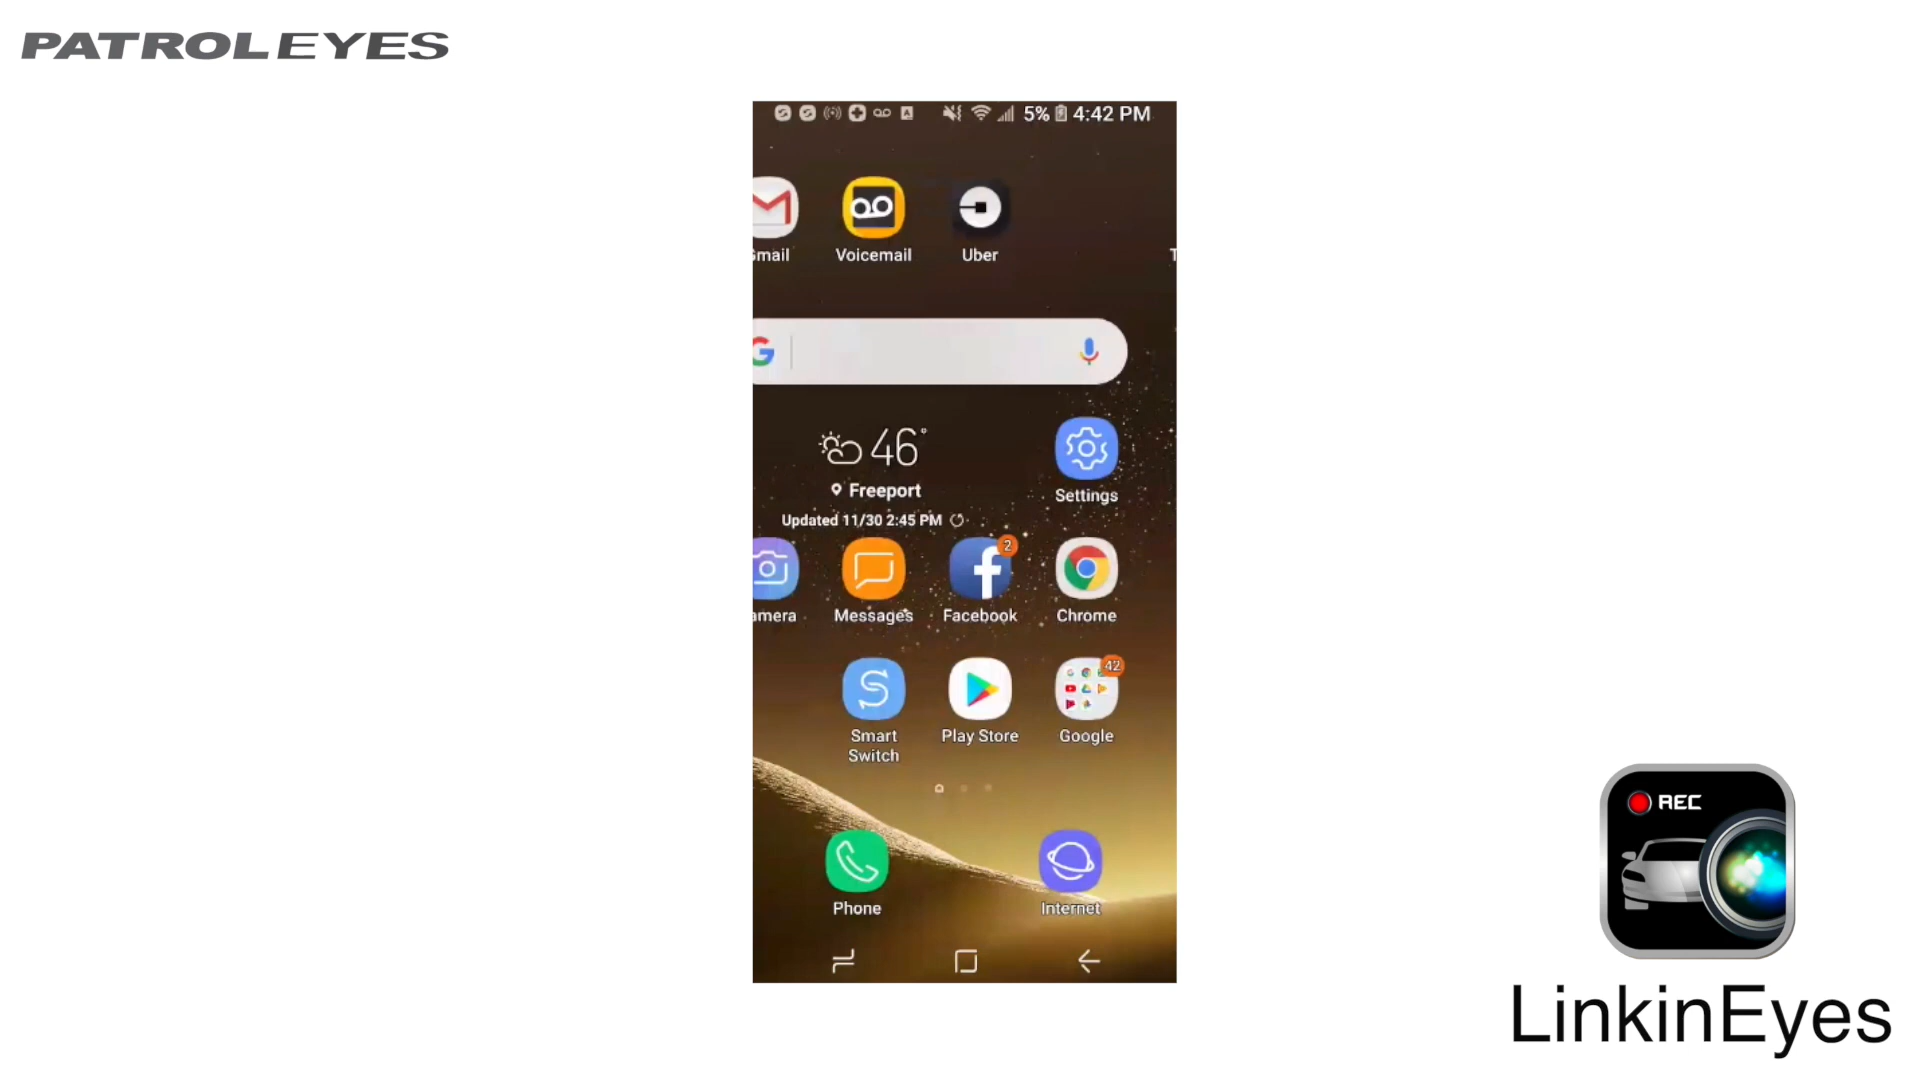 PATROLEYES
5% 4:42 PM
mail Voicemail Uber T
46°
Freeport
Settings
Updated 11/30 2:45 PM
2
amera Messages Facebook Chrome
42
Smart Switch Play Store Google
Phone Internet
REC
LinkinEyes